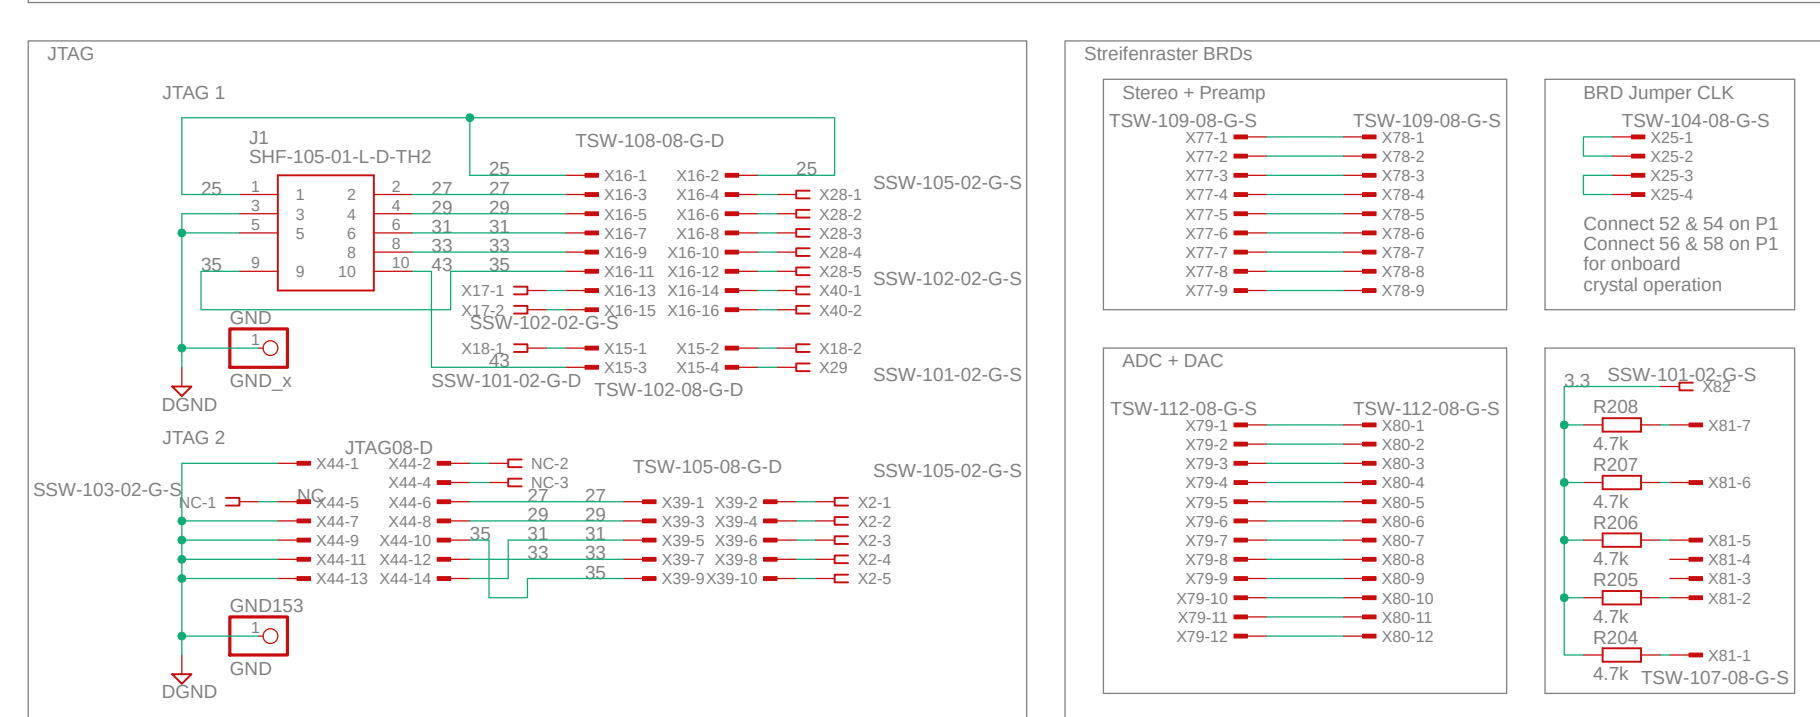 JTAG
JTAG 1
J1
SHF-105-01-L-D-TH2
TSW-108-08-G-D
25
25
25
1
1
2
2
27
27
3
3
4
4
29
29
5
5
6
6
31
31
8
8
33
33
35
9
9
10
10
43
35
X16-1
X16-2
X16-3
X16-4
X28-1
X16-5
X16-6
X28-2
X16-7
X16-8
X28-3
X16-9
X16-10
X28-4
X16-11
X16-12
X28-5
X17-1
X16-13
X16-14
X40-1
X17-2
X16-15
X16-16
X40-2
SSW-105-02-G-S
SSW-102-02-G-S
SSW-102-02-G-S
X18-1
X15-1
X15-2
X18-2
43
X15-3
X15-4
X29
SSW-101-02-G-D
TSW-102-08-G-D
SSW-101-02-G-S
GND
1
GND_x
DGND
JTAG 2
JTAG08-D
SSW-103-02-G-S
X44-1
X44-2
NC-2
X44-4
NC-3
NC-1
NC
X44-5
X44-6
27
27
X44-7
X44-8
29
29
X44-9
X44-10
35
31
31
X44-11
X44-12
33
33
X44-13
X44-14
35
TSW-105-08-G-D
SSW-105-02-G-S
X39-1
X39-2
X2-1
X39-3
X39-4
X2-2
X39-5
X39-6
X2-3
X39-7
X39-8
X2-4
X39-9
X39-10
X2-5
GND153
1
GND
DGND
Streifenraster BRDs
Stereo + Preamp
TSW-109-08-G-S
TSW-109-08-G-S
X77-1
X78-1
X77-2
X78-2
X77-3
X78-3
X77-4
X78-4
X77-5
X78-5
X77-6
X78-6
X77-7
X78-7
X77-8
X78-8
X77-9
X78-9
BRD Jumper CLK
TSW-104-08-G-S
X25-1
X25-2
X25-3
X25-4
Connect 52 & 54 on P1
Connect 56 & 58 on P1
for onboard
crystal operation
ADC + DAC
TSW-112-08-G-S
TSW-112-08-G-S
X79-1
X80-1
X79-2
X80-2
X79-3
X80-3
X79-4
X80-4
X79-5
X80-5
X79-6
X80-6
X79-7
X80-7
X79-8
X80-8
X79-9
X80-9
X79-10
X80-10
X79-11
X80-11
X79-12
X80-12
SSW-101-02-G-S
3.3
X82
R208
X81-7
4.7k
R207
X81-6
4.7k
R206
X81-5
4.7k
X81-4
R205
X81-3
X81-2
4.7k
R204
X81-1
4.7k
TSW-107-08-G-S